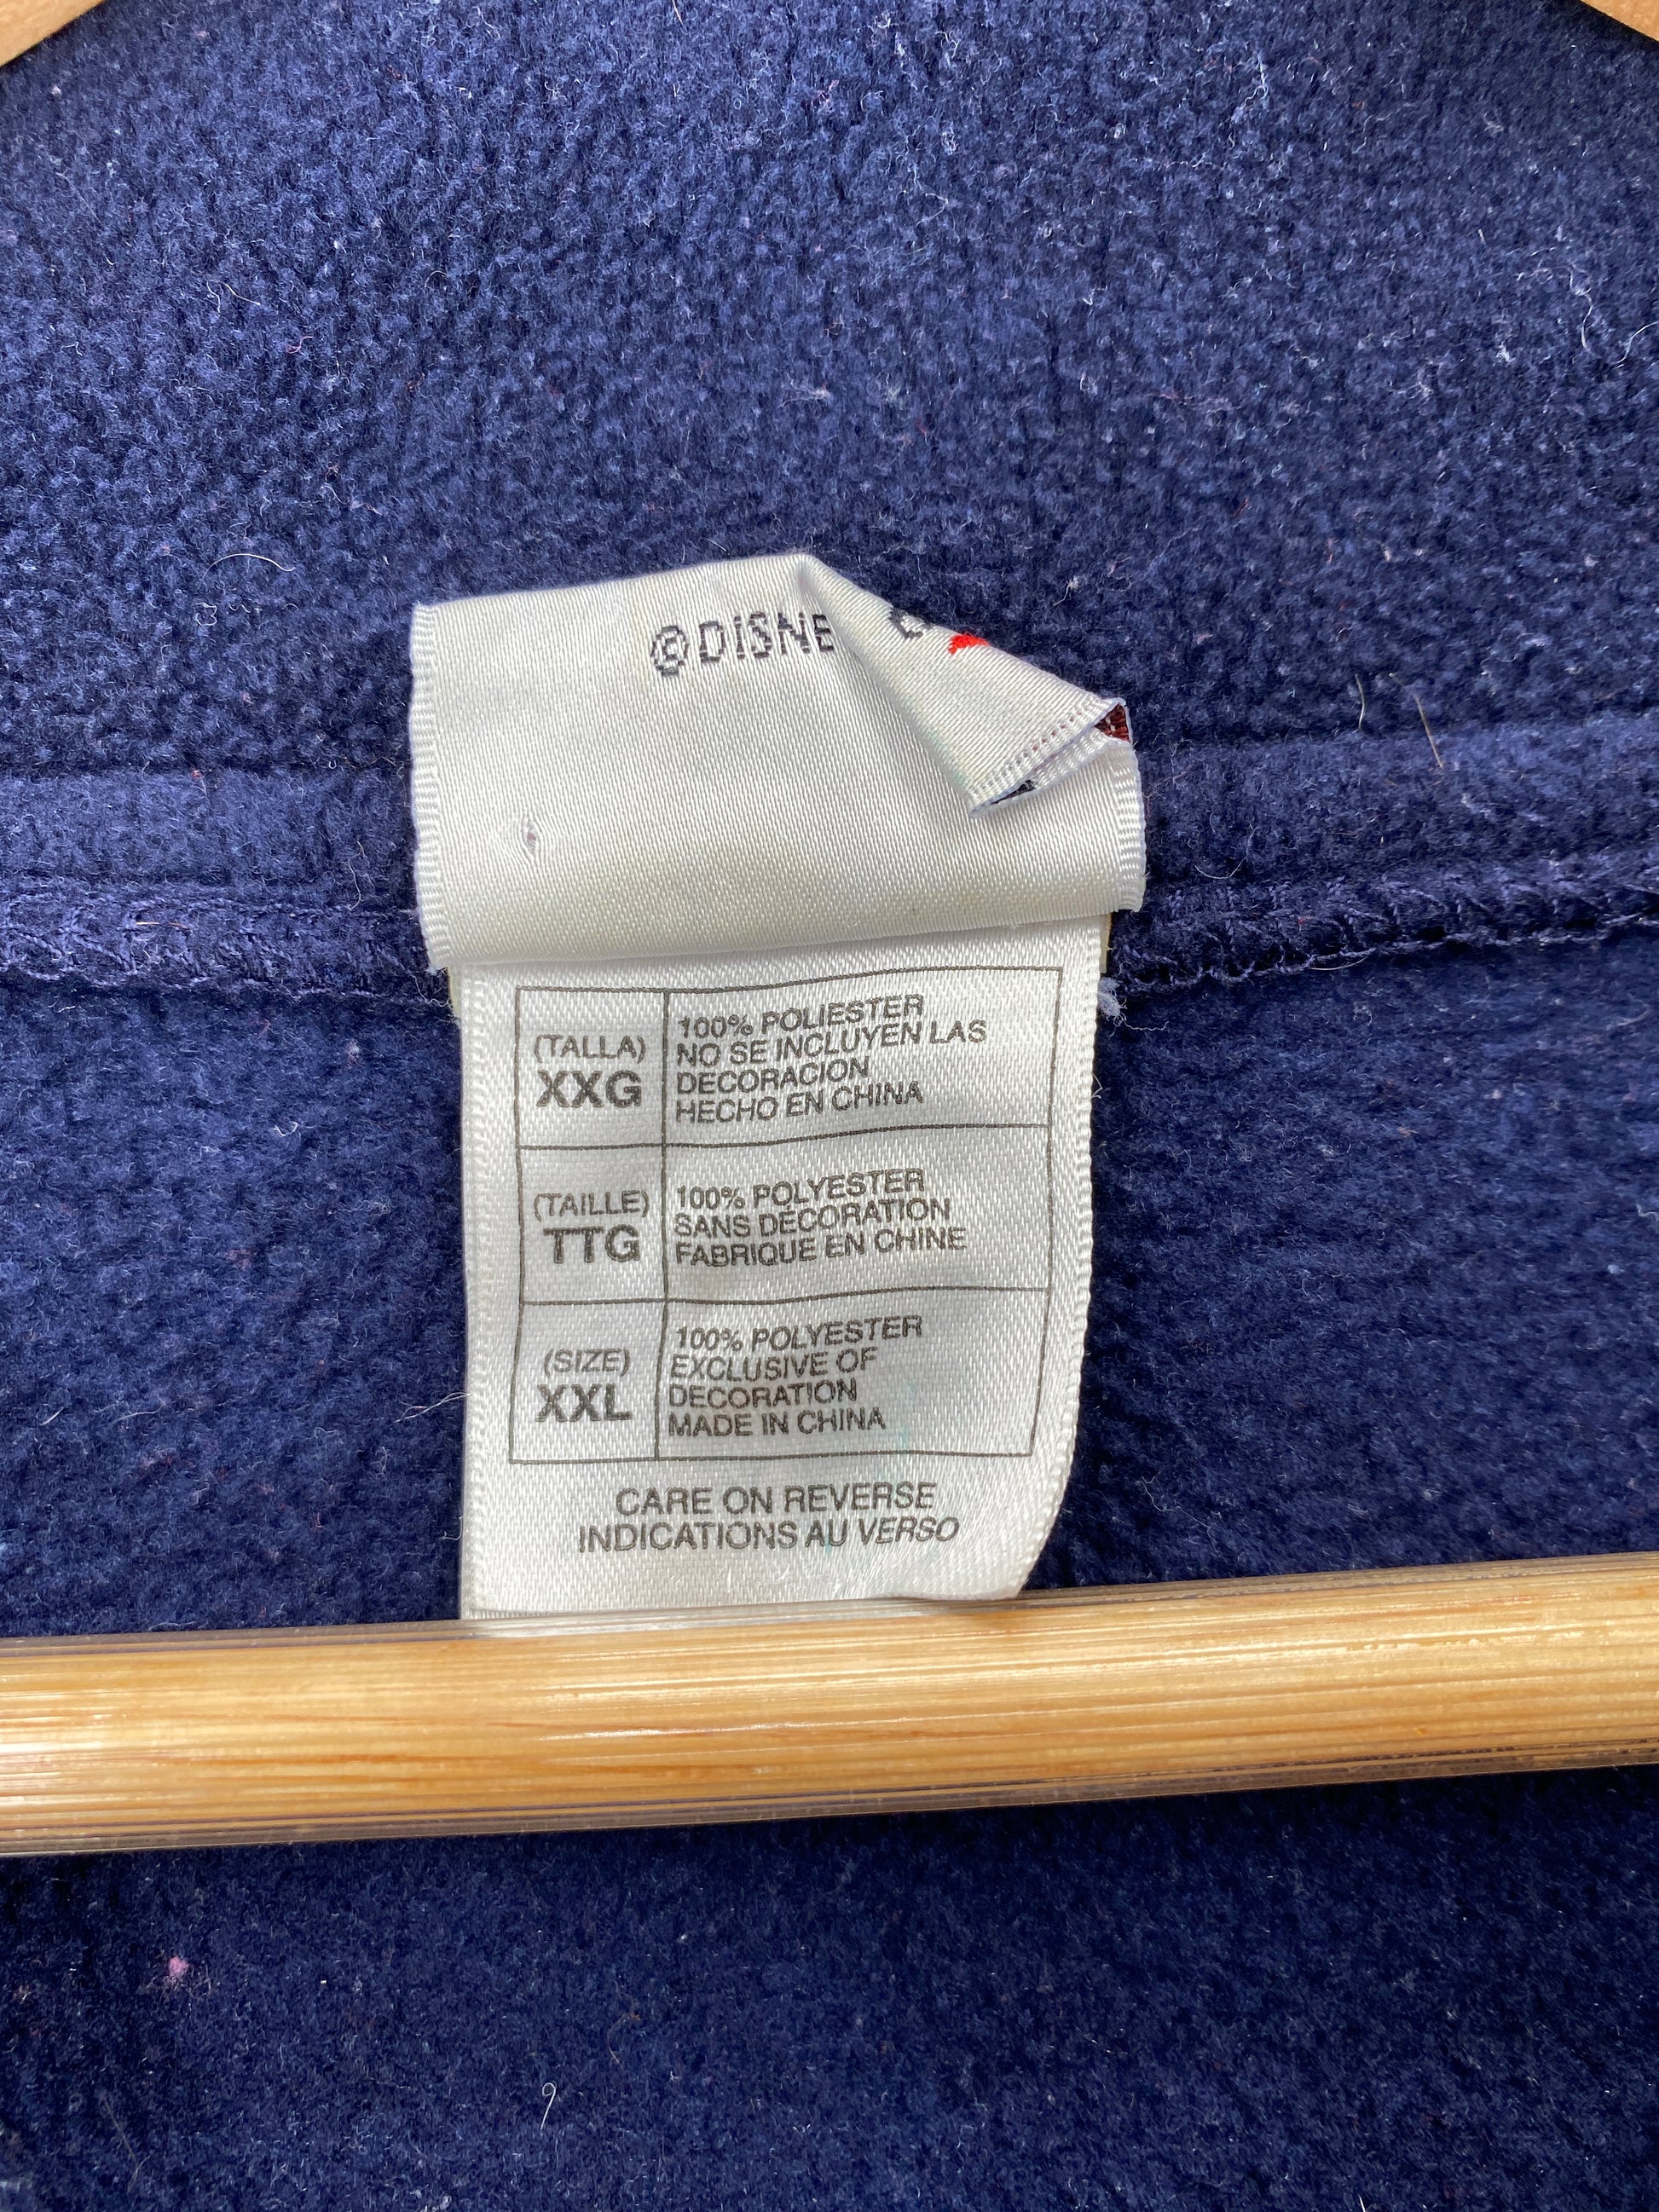 ©DISNE
(TALLA)
XXG
100% POLIESTER
NO SE INCLUYEN LAS
DECORACION
HECHO EN CHINA
(TAILLE)
TTG
100% POLYESTER
SANS DÉCORATION
FABRIQUE EN CHINE
(SIZE)
XXL
100% POLYESTER
EXCLUSIVE OF
DECORATION
MADE IN CHINA
CARE ON REVERSE
INDICATIONS AU VERSO